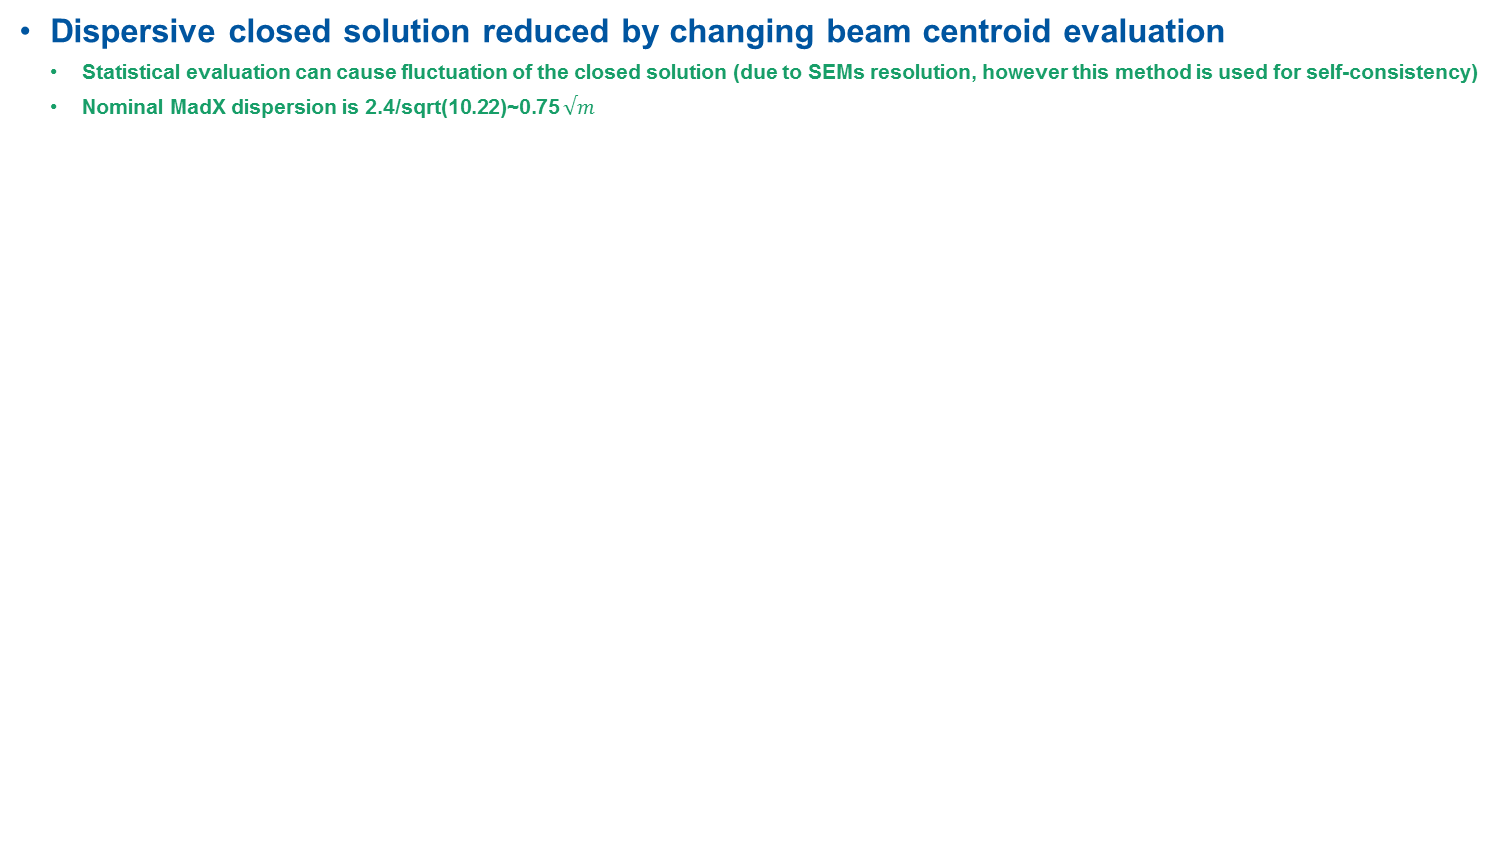 • Dispersive closed solution reduced by changing beam centroid evaluation
• Statistical evaluation can cause fluctuation of the closed solution (due to SEMs resolution, however this method is used for self-consistency)
• Nominal MadX dispersion is 2.4/sqrt(10.22)~0.75 √m